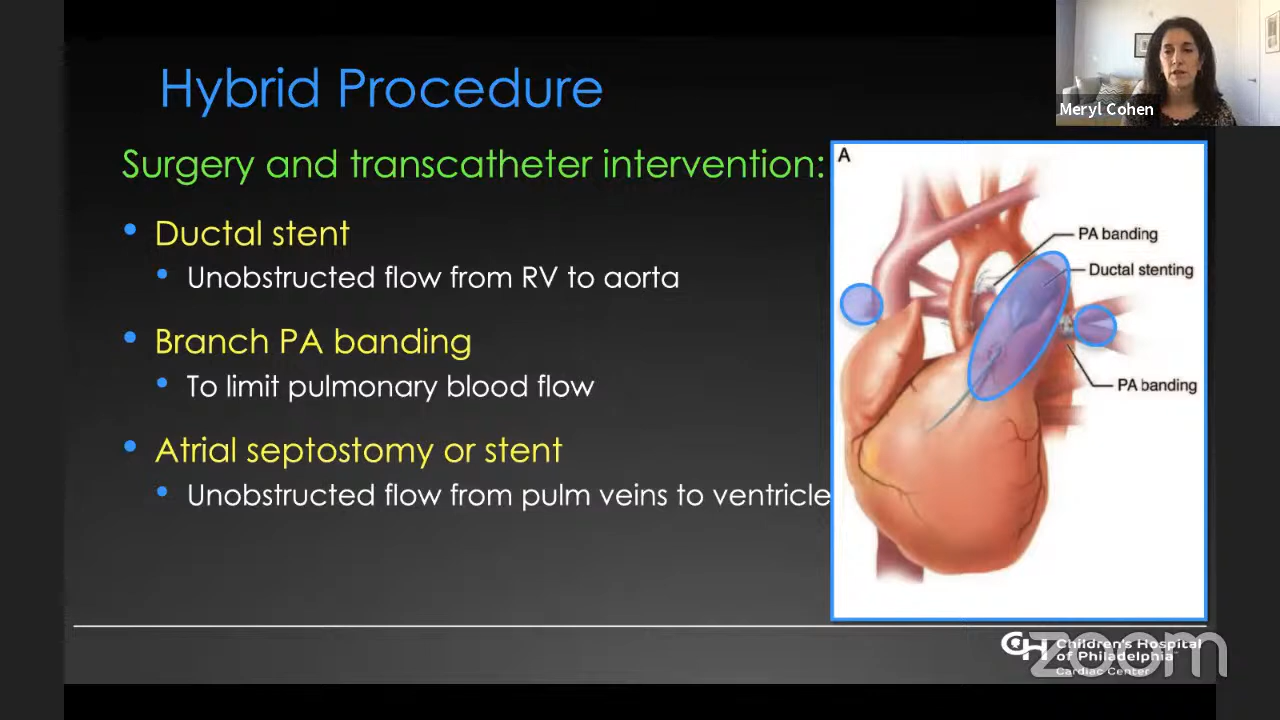 Hybrid Procedure
Meryl Cohen
Surgery and transcatheter intervention:
A
• Ductal stent
• Unobstructed flow from RV to aorta
• Branch PA banding
• To limit pulmonary blood flow
• Atrial septostomy or stent
• Unobstructed flow from pulm veins to ventricle
PA banding
Ductal stenting
PA banding
CH Children's Hospital
of Philadelphia
Cardiac Center
zoom